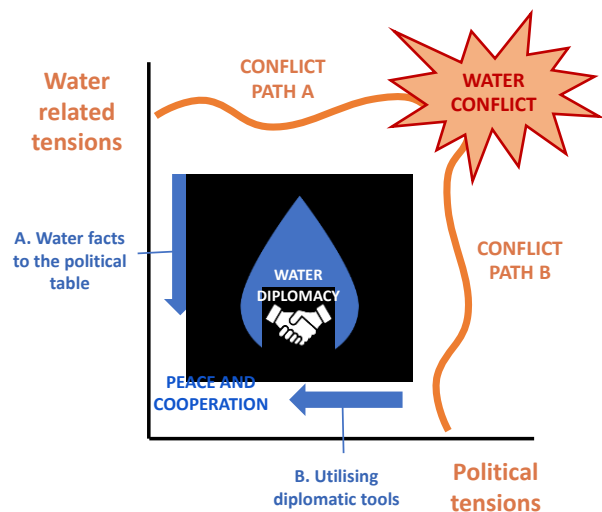 Water
related
tensions
CONFLICT
PATH A
WATER
CONFLICT
A. Water facts
to the political
table
WATER
DIPLOMACY
CONFLICT
PATH B
PEACE AND
COOPERATION
B. Utilising
diplomatic tools
Political
tensions